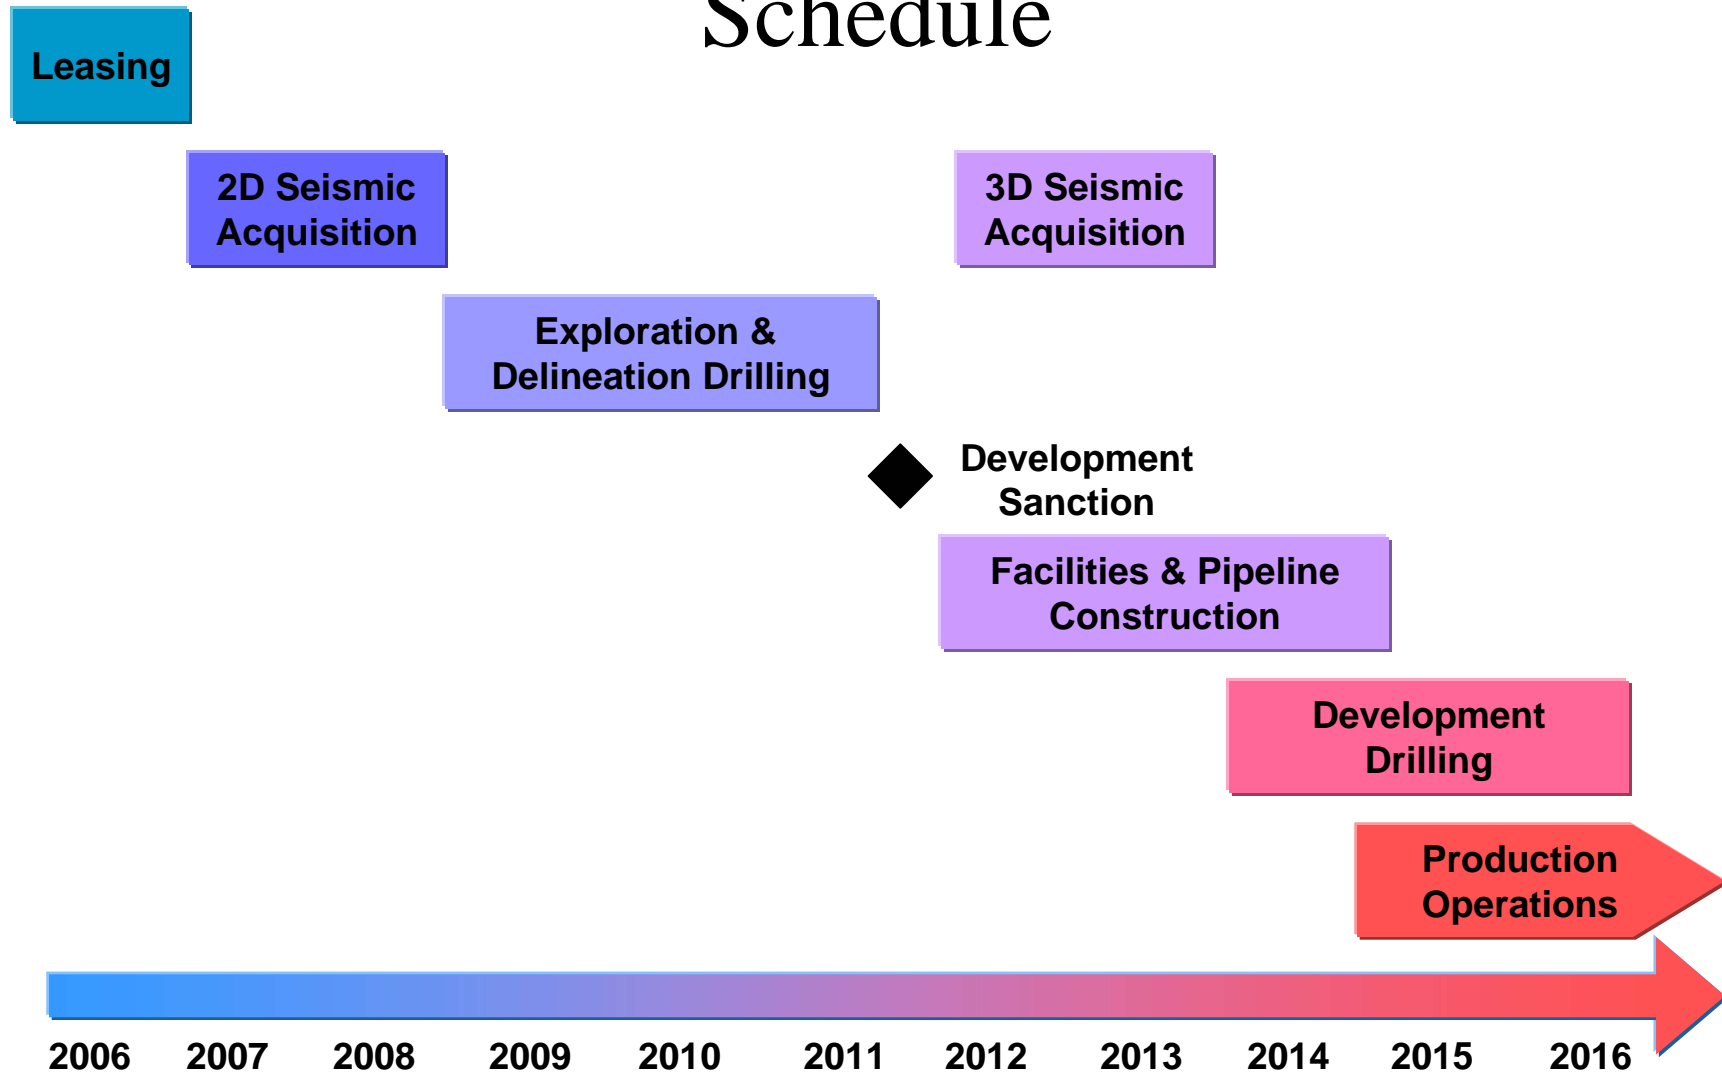 Schedule
Leasing
2D Seismic
Acquisition
3D Seismic
Acquisition
Exploration &
Delineation Drilling
Development
Sanction
Facilities & Pipeline
Construction
Development
Drilling
Production
Operations
2006 2007 2008 2009 2010 2011 2012 2013 2014 2015 2016